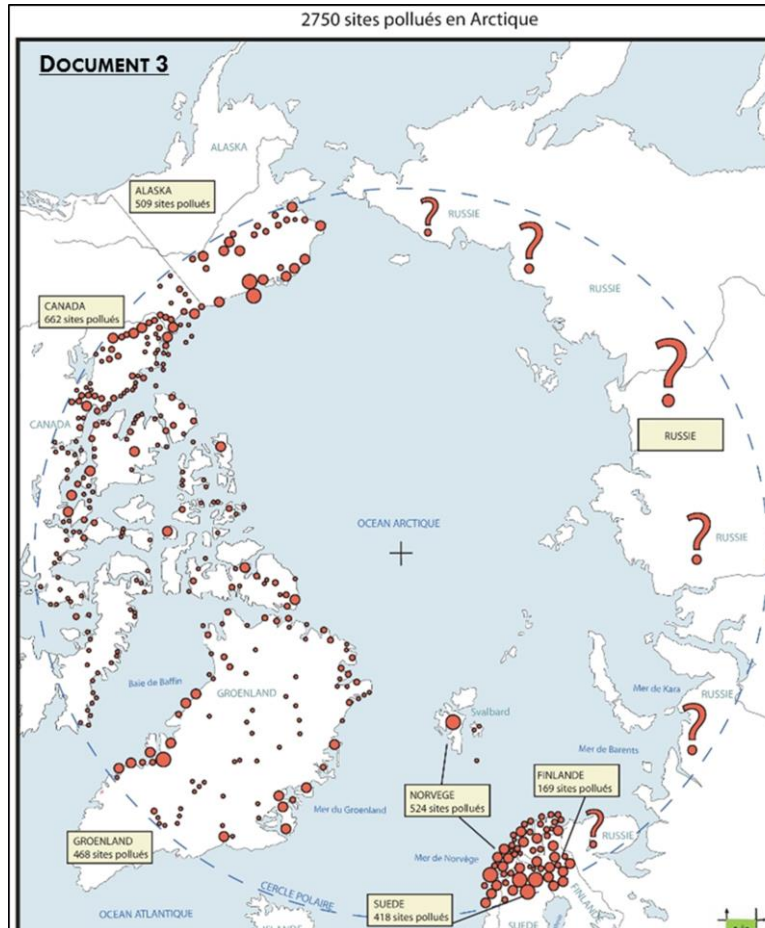 2750 sites pollués en Arctique
DOCUMENT 3
ALASKA
ALASKA
509 sites pollués
RUSSIE
?
?
RUSSIE
CANADA
662 sites pollués
?
CANADA
RUSSIE
OCEAN ARCTIQUE
?
RUSSIE
Baie de Baffin
GROENLAND
Mer de Kara
RUSSIE
Svalbard
?
Mer de Barents
NORVEGE
524 sites pollués
FINLANDE
169 sites pollués
Mer du Groenland
?
RUSSIE
GROENLAND
468 sites pollués
Mer de Norvège
CERCLE POLAIRE
SUEDE
418 sites pollués
FINLANDE
OCEAN ATLANTIQUE
SUEDE